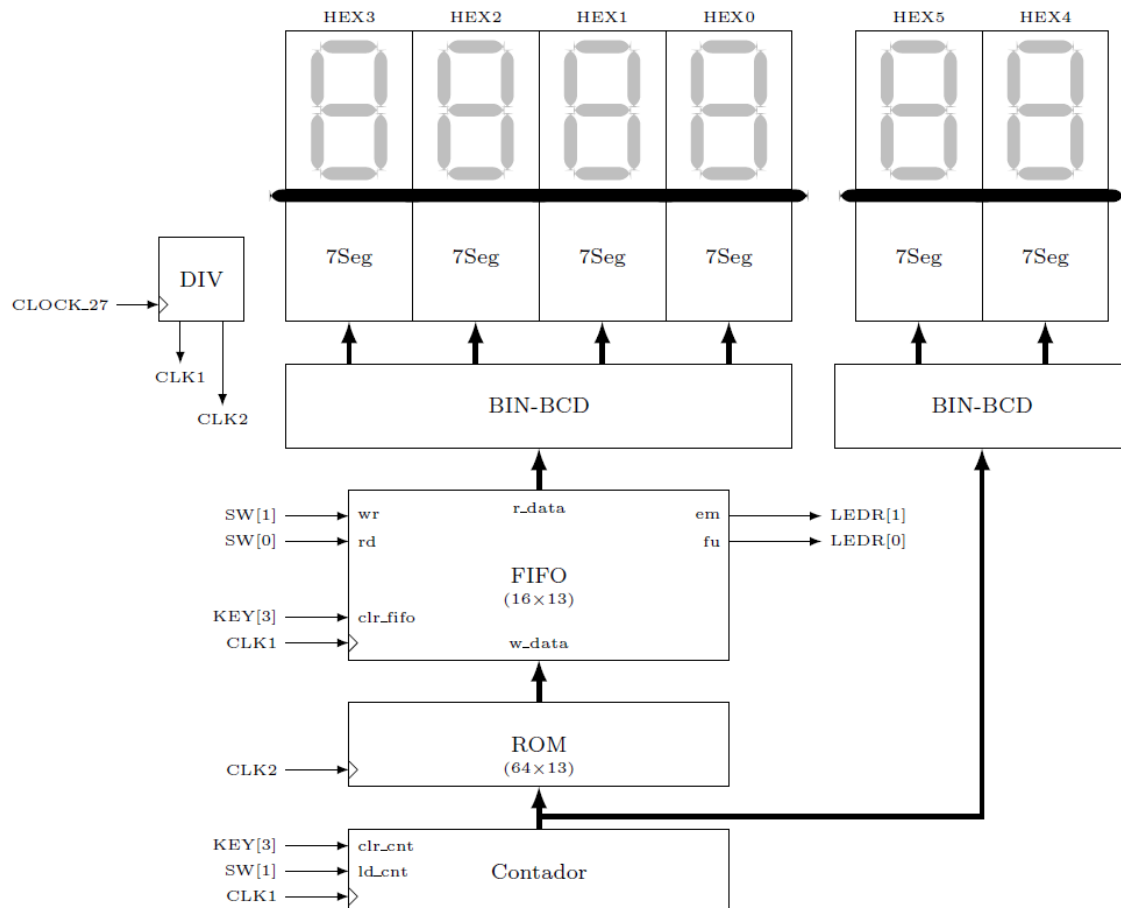 HEX3 HEX2 HEX1 HEX0 HEX5 HEX4
7Seg 7Seg 7Seg 7Seg 7Seg 7Seg
DIV
CLOCK_27
CLK1
CLK2
BIN-BCD BIN-BCD
SW[1] wr r_data em LEDR[1]
SW[0] rd fu LEDR[0]
FIFO
(16×13)
KEY[3] clr_fifo
CLK1 w_data
ROM
(64×13)
CLK2
KEY[3] clr_cnt
SW[1] ld_cnt Contador
CLK1